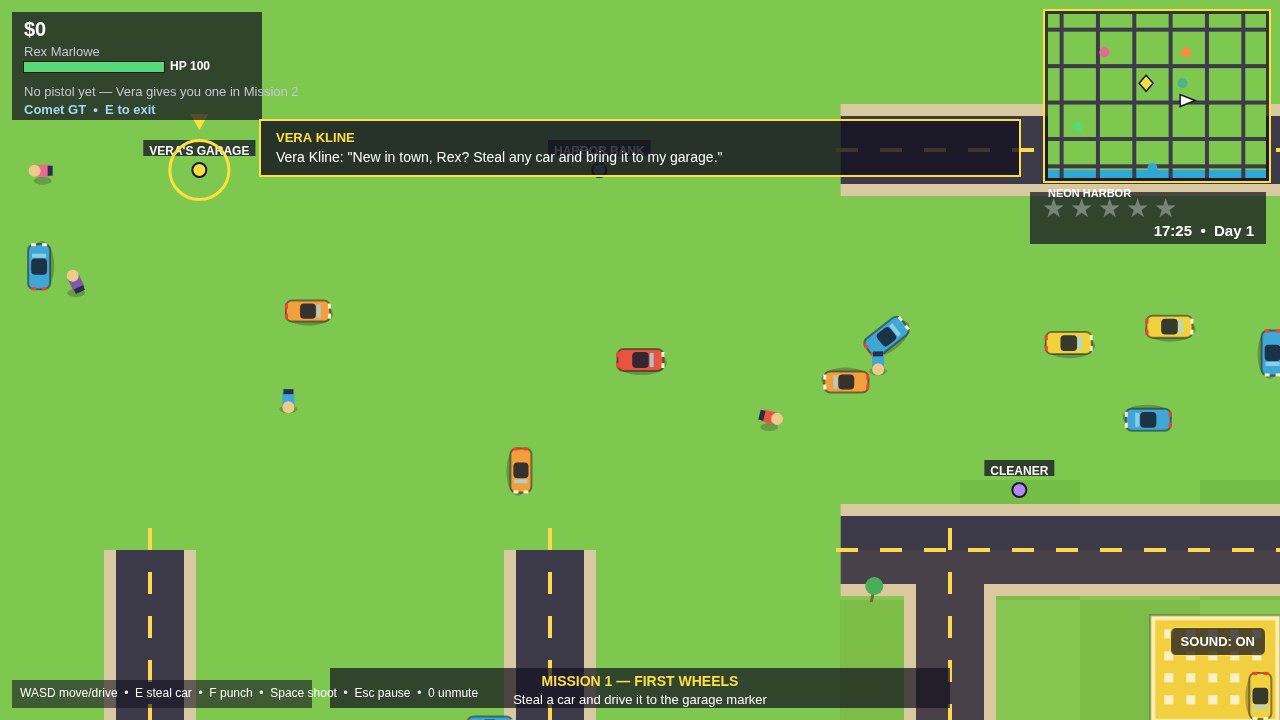 $0
Rex Marlowe
HP 100
No pistol yet — Vera gives you one in Mission 2
Comet GT • E to exit
VERA'S GARAGE
HARBOR BANK
VERA KLINE
Vera Kline: "New in town, Rex? Steal any car and bring it to my garage."
NEON HARBOR
★ ★ ★ ★ ★
17:25 • Day 1
CLEANER
SOUND: ON
MISSION 1 — FIRST WHEELS
Steal a car and drive it to the garage marker
WASD move/drive • E steal car • F punch • Space shoot • Esc pause • 0 unmute